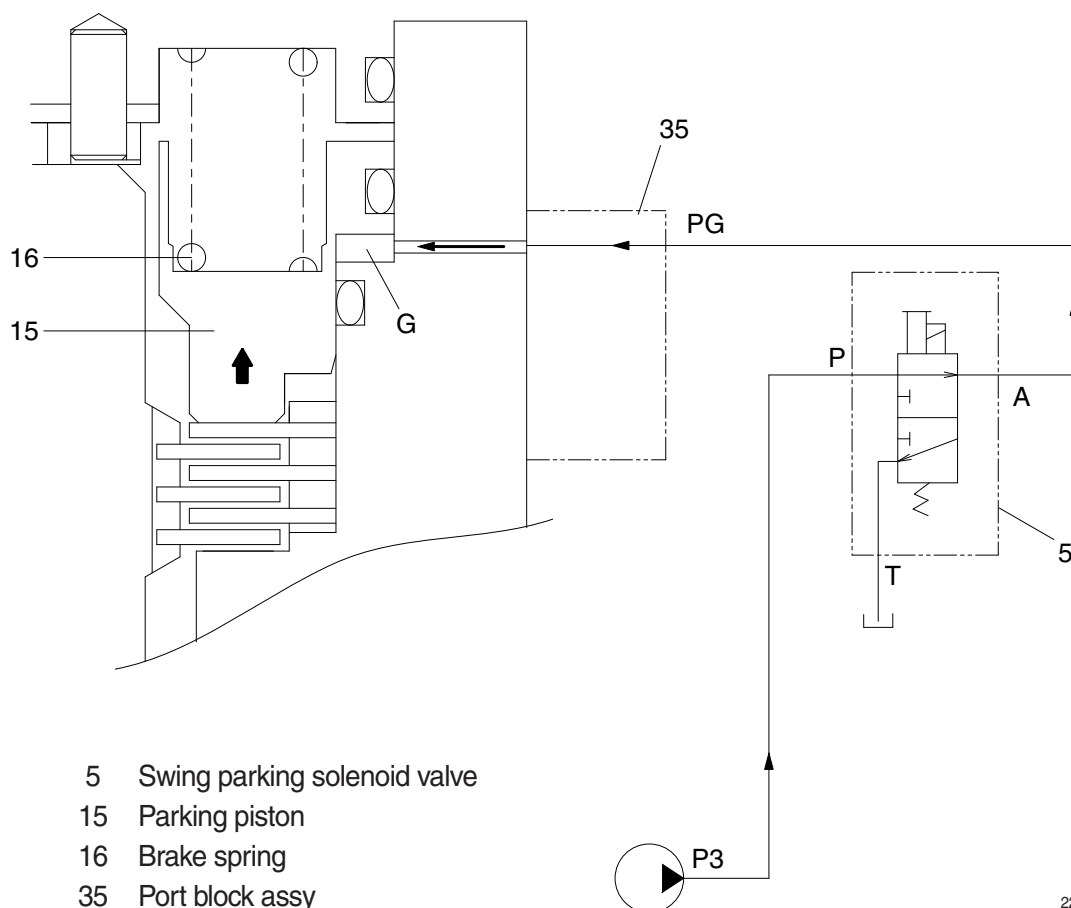 35
PG
16
G
15
P
A
5
T
5 Swing parking solenoid valve
15 Parking piston
16 Brake spring
P3
35 Port block assy
22